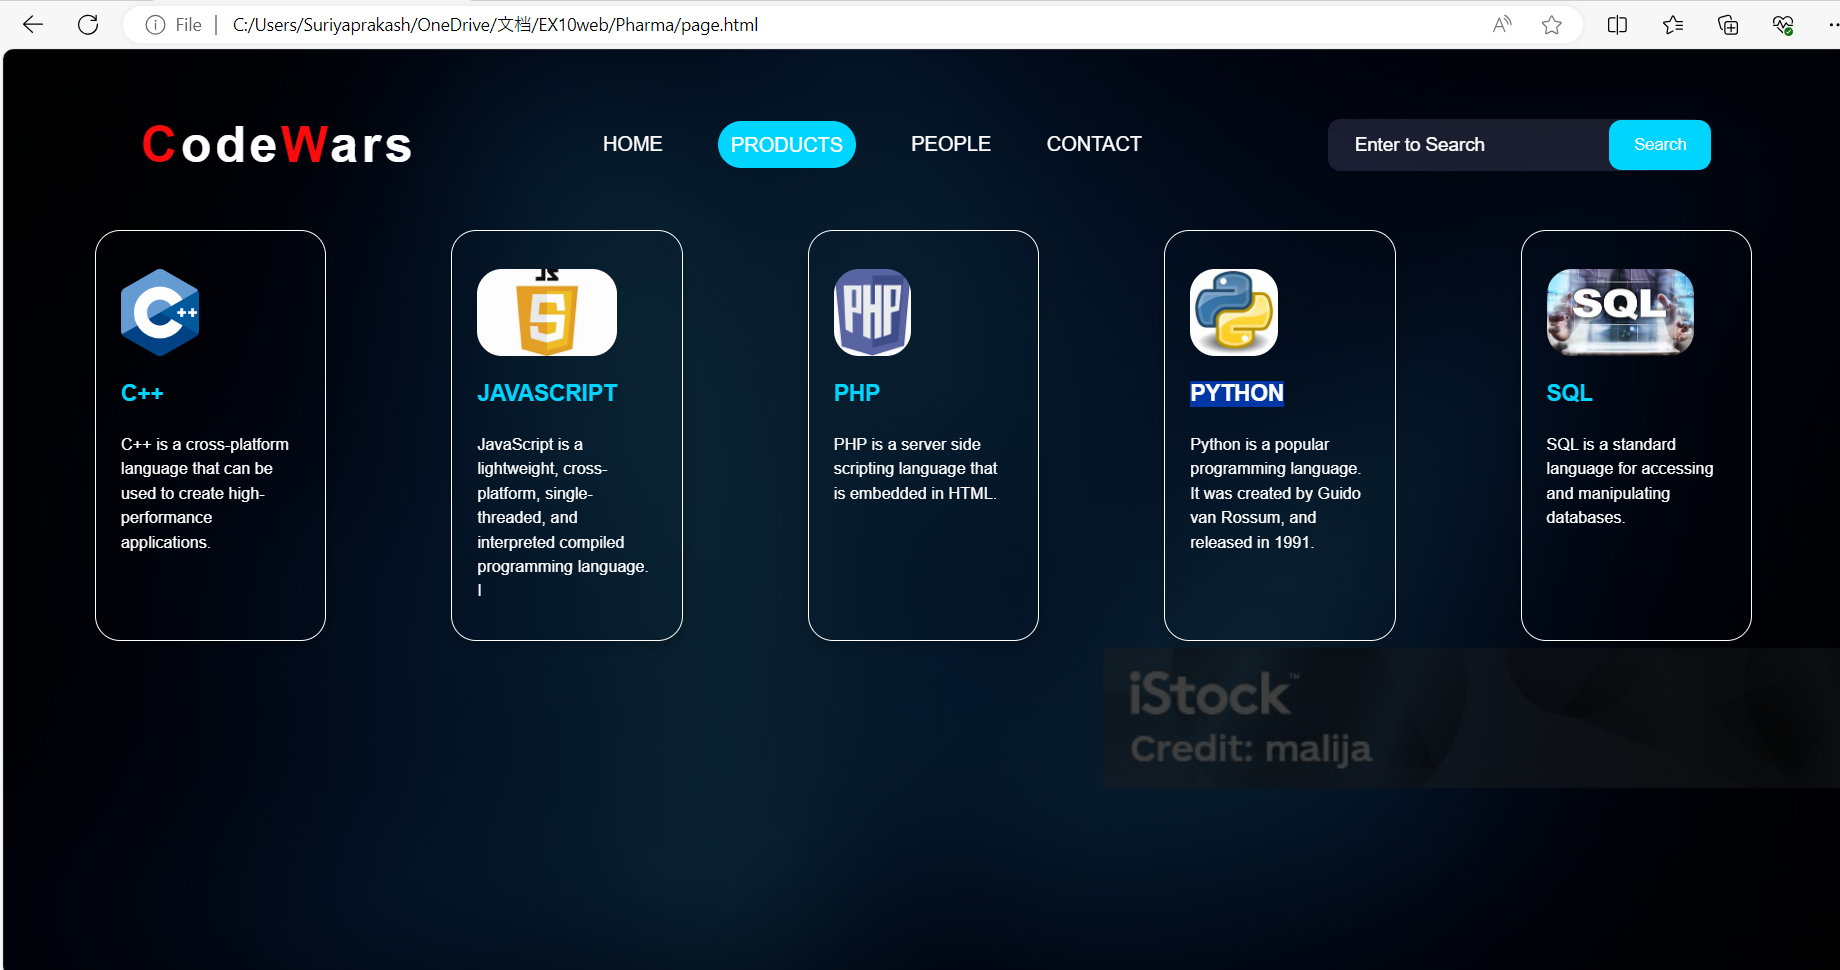 File | C:/Users/Suriyaprakash/OneDrive/文档/EX10web/Pharma/page.html
CodeWars
HOME
PRODUCTS
PEOPLE
CONTACT
Enter to Search
Search
C++
C++
C++ is a cross-platform
language that can be
used to create high-
performance
applications.
JS
JAVASCRIPT
JavaScript is a
lightweight, cross-
platform, single-
threaded, and
interpreted compiled
programming language.
I
PHP
PHP
PHP is a server side
scripting language that
is embedded in HTML.
PYTHON
Python is a popular
programming language.
It was created by Guido
van Rossum, and
released in 1991.
SQL
SQL
SQL is a standard
language for accessing
and manipulating
databases.
iStock™
Credit: malija